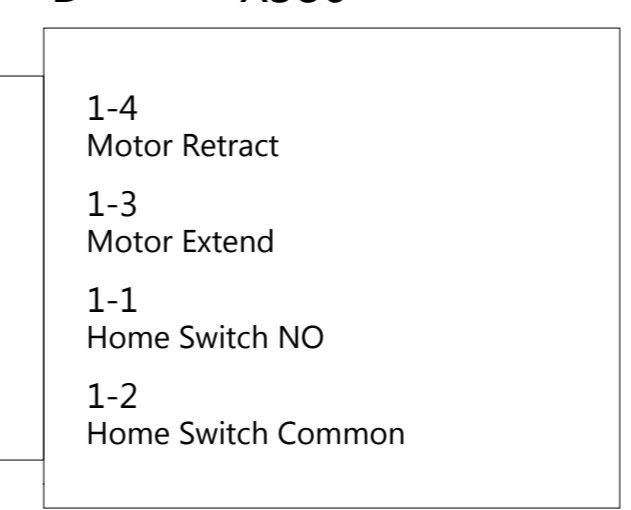 1-4
Motor Retract
1-3
Motor Extend
1-1
Home Switch NO
1-2
Home Switch Common